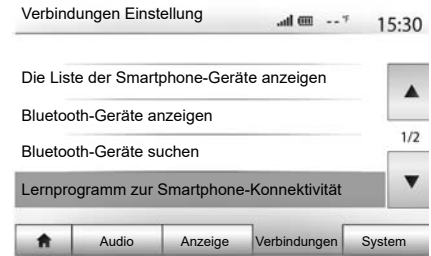 Verbindungen Einstellung
--°F 15:30
Die Liste der Smartphone-Geräte anzeigen
Bluetooth-Geräte anzeigen
1/2
Bluetooth-Geräte suchen
Lernprogramm zur Smartphone-Konnektivität
Audio Anzeige Verbindungen System